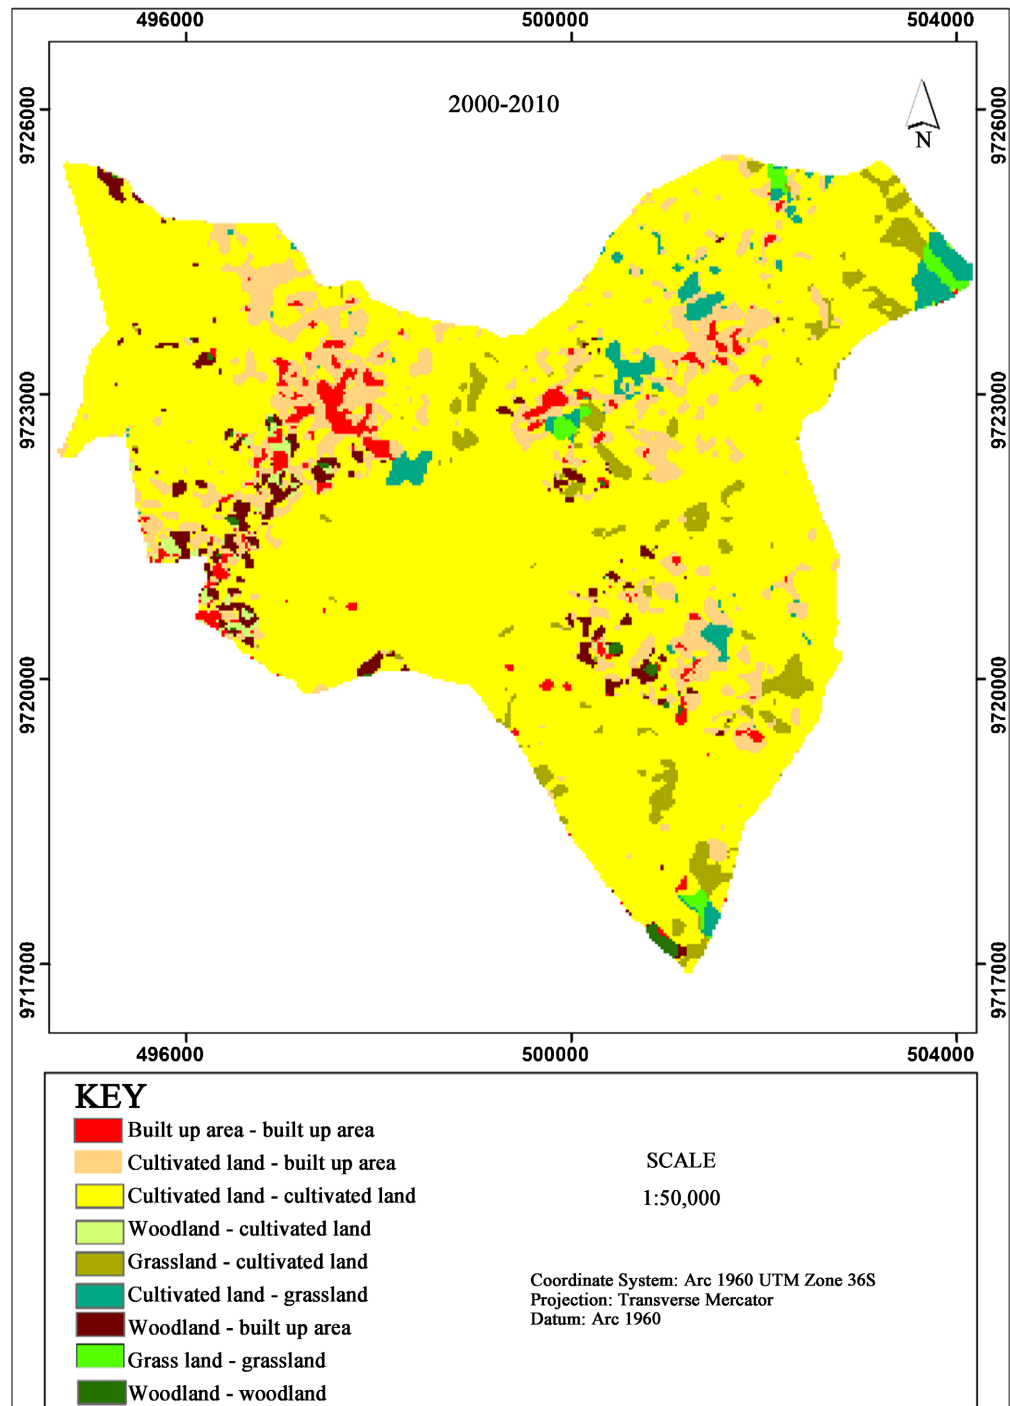 496000 500000 504000
2000-2010
N
9726000 9726000
9723000 9723000
9720000 9720000
9717000 9717000
496000 500000 504000
KEY
Built up area - built up area
Cultivated land - built up area
Cultivated land - cultivated land
Woodland - cultivated land
Grassland - cultivated land
Cultivated land - grassland
Woodland - built up area
Grass land - grassland
Woodland - woodland
SCALE
1:50,000
Coordinate System: Arc 1960 UTM Zone 36S
Projection: Transverse Mercator
Datum: Arc 1960